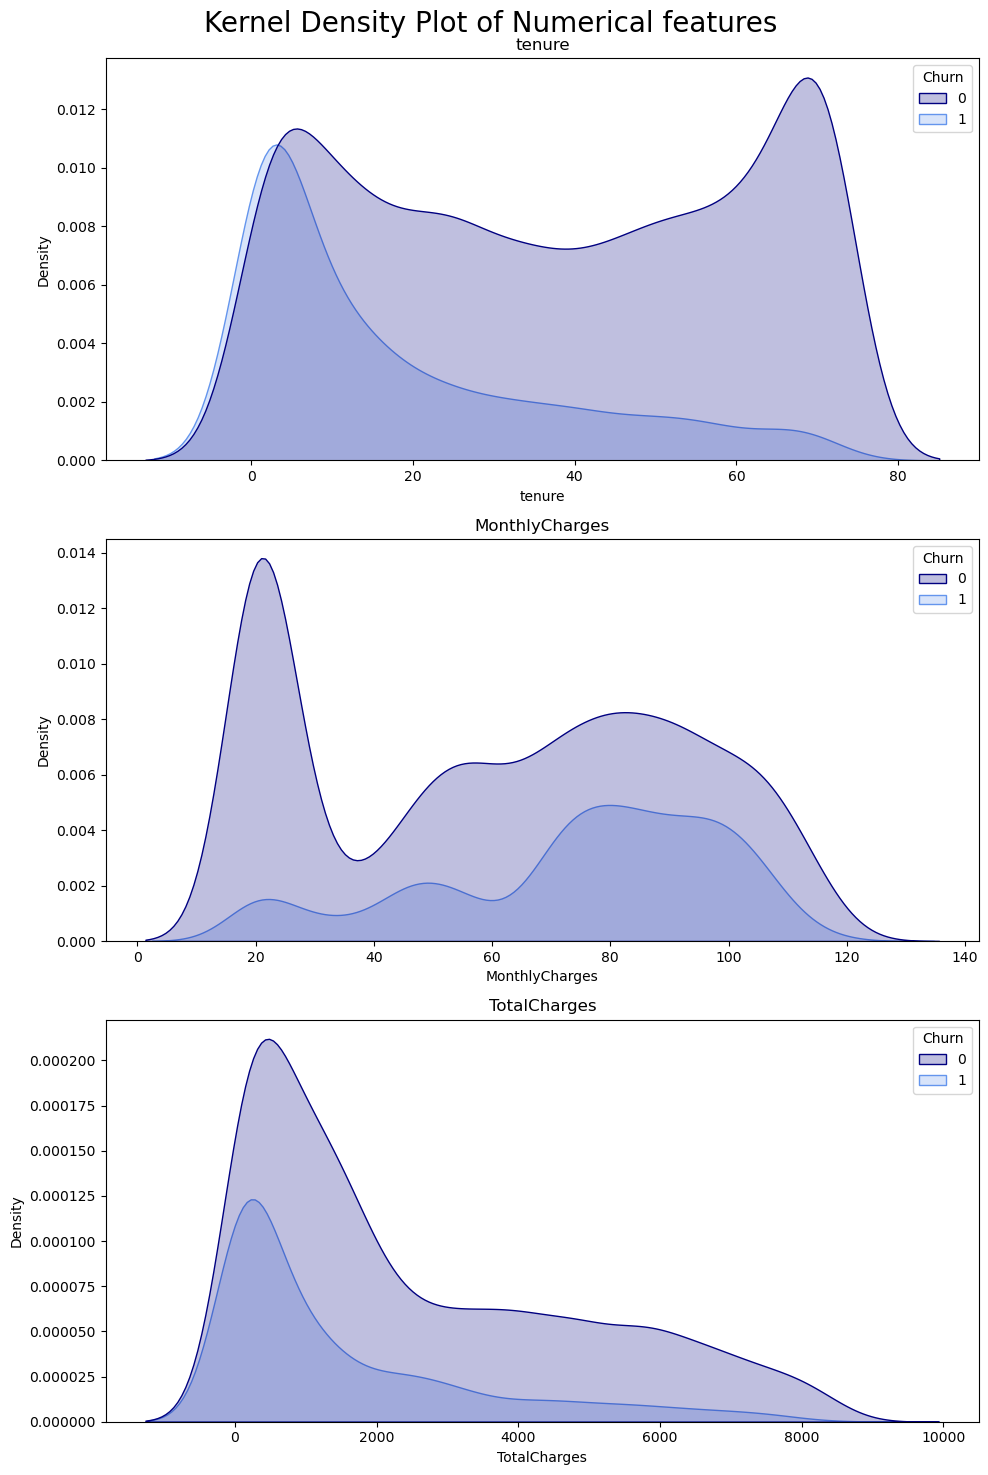 Kernel Density Plot of Numerical features
tenure
Churn
0
1
0.012
0.010
0.008
0.006
0.004
0.002
0.000
Density
0 20 40 60 80
tenure
MonthlyCharges
Churn
0
1
0.014
0.012
0.010
0.008
0.006
0.004
0.002
0.000
Density
0 20 40 60 80 100 120 140
MonthlyCharges
TotalCharges
Churn
0
1
0.000200
0.000175
0.000150
0.000125
0.000100
0.000075
0.000050
0.000025
0.000000
Density
0 2000 4000 6000 8000 10000
TotalCharges